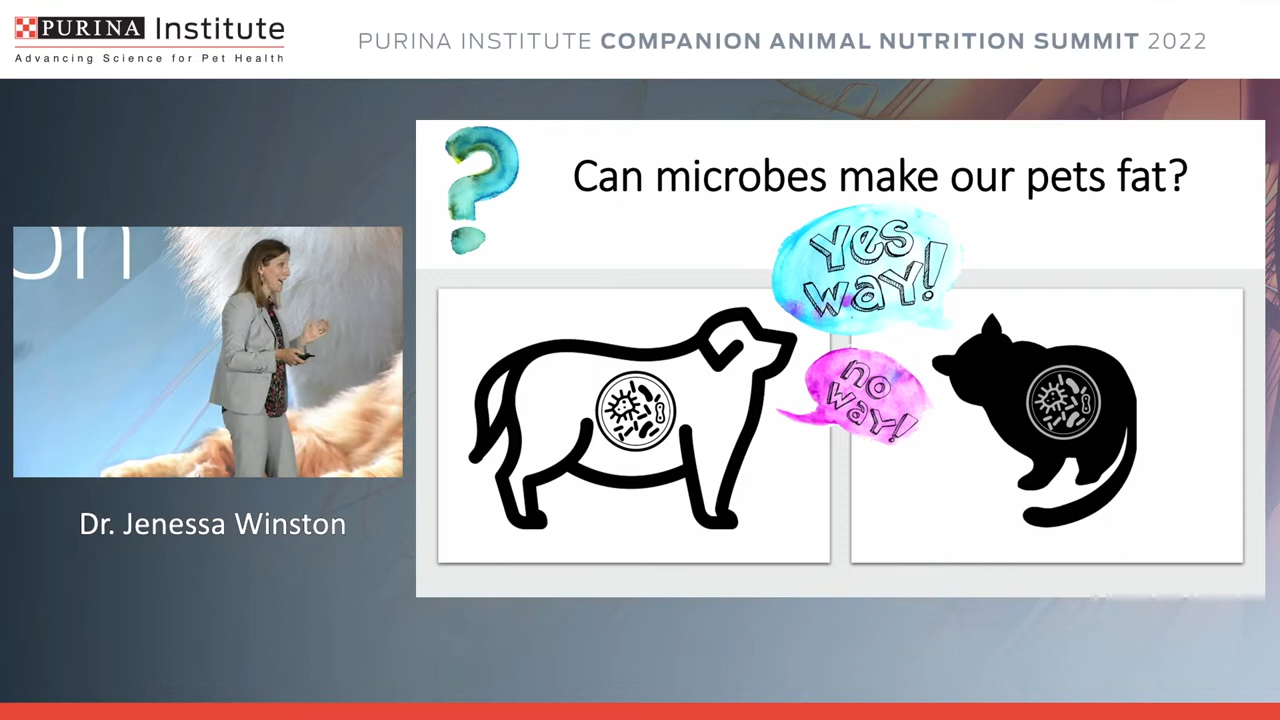 PURINA Institute
Advancing Science for Pet Health
PURINA INSTITUTE COMPANION ANIMAL NUTRITION SUMMIT 2022
Can microbes make our pets fat?
Yes
way!
no
way!
on
Dr. Jenessa Winston